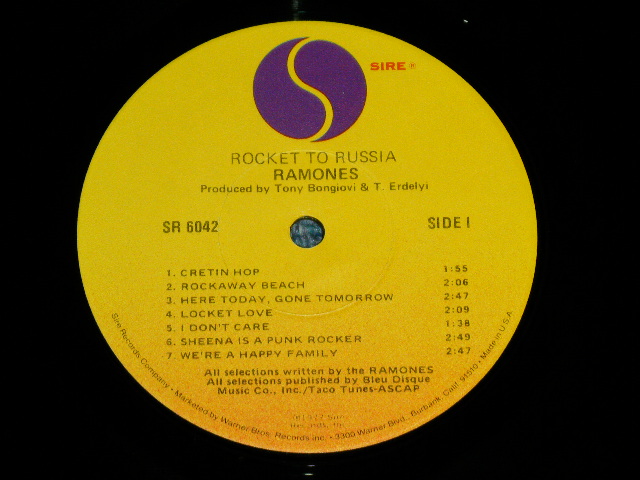 SIRE ®
ROCKET TO RUSSIA
RAMONES
Produced by Tony Bongiovi & T. Erdelyi
SR 6042
SIDE I
1. CRETIN HOP 1:55
2. ROCKAWAY BEACH 2:06
3. HERE TODAY, GONE TOMORROW 2:47
4. LOCKET LOVE 2:09
5. I DON'T CARE 1:38
6. SHEENA IS A PUNK ROCKER 2:49
7. WE'RE A HAPPY FAMILY 2:47
All selections written by the RAMONES
All selections published by Bleu Disque
Music Co., Inc./Taco Tunes-ASCAP
Sire Records Company • Marketed by Warner Bros. Records Inc. • 3300 Warner Blvd., Burbank, Calif. 91510 • Made in U.S.A.